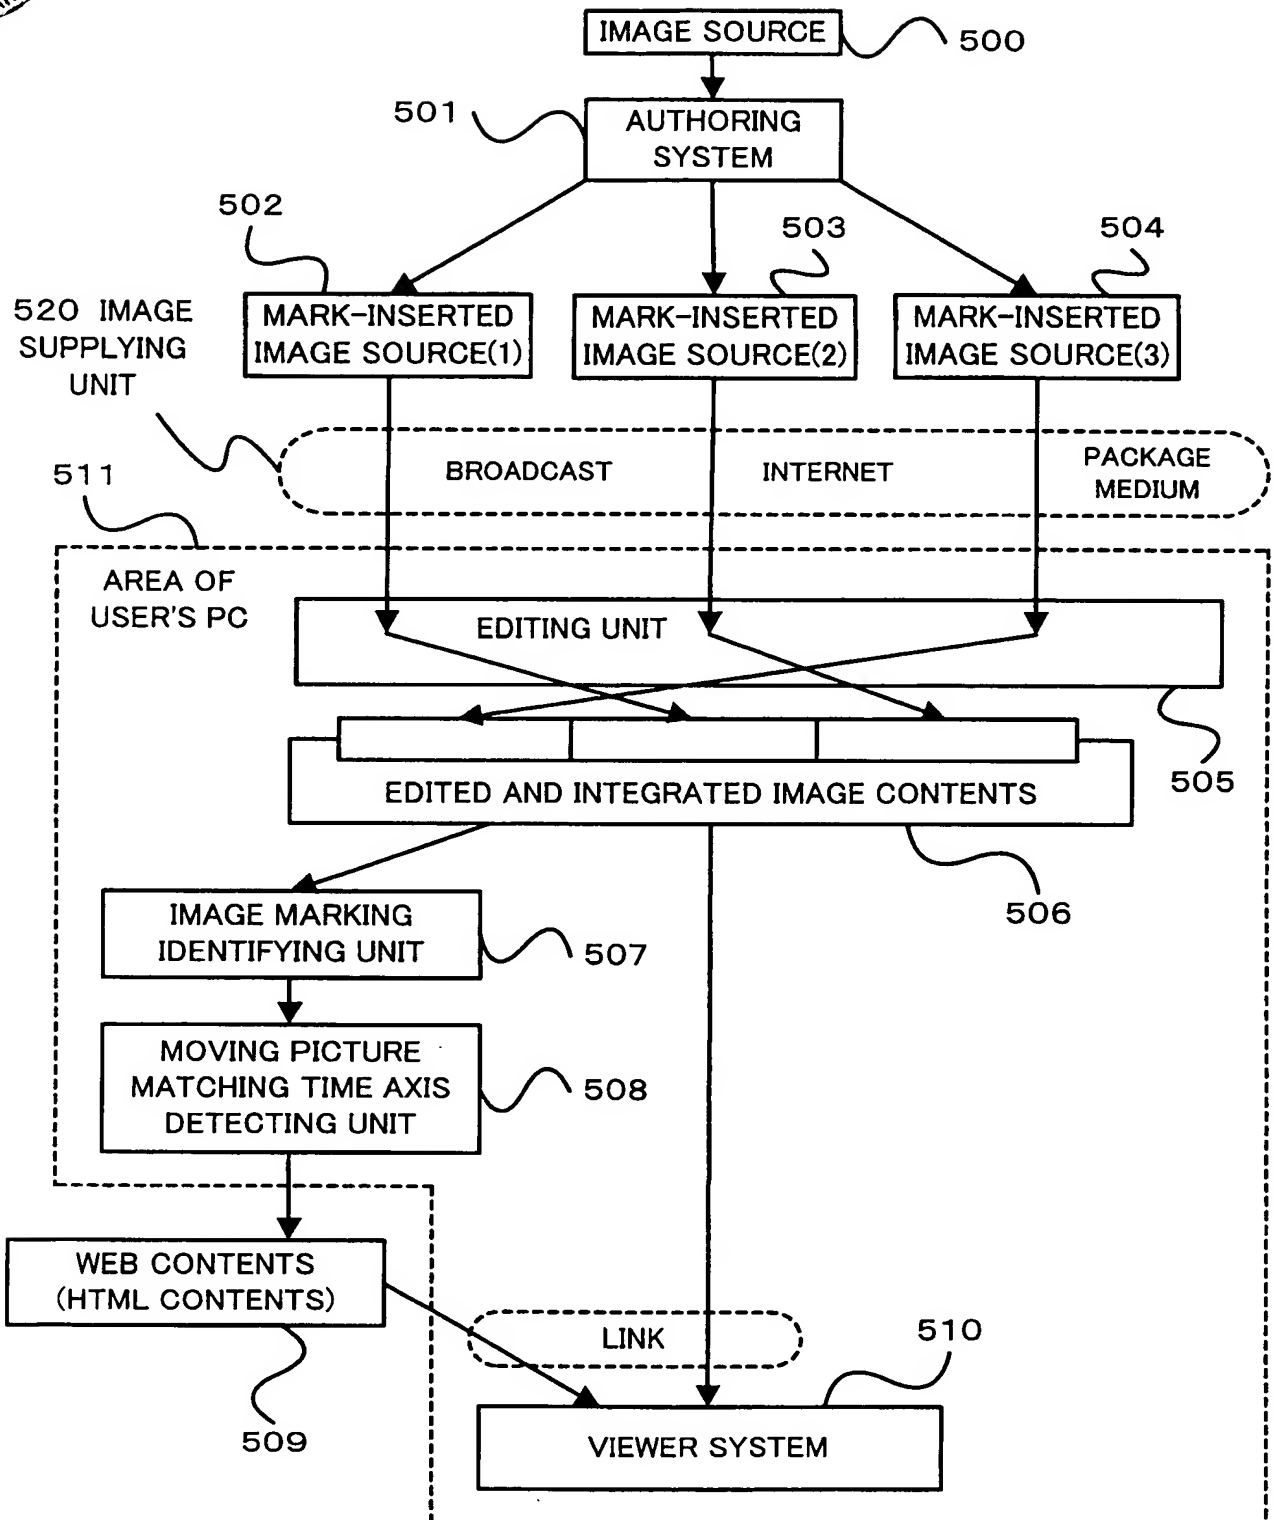 IMAGE SOURCE
500
501
AUTHORING
SYSTEM
502
503
504
520 IMAGE
SUPPLYING
UNIT
MARK-INSERTED
IMAGE SOURCE(1)
MARK-INSERTED
IMAGE SOURCE(2)
MARK-INSERTED
IMAGE SOURCE(3)
511
BROADCAST
INTERNET
PACKAGE
MEDIUM
AREA OF
USER'S PC
EDITING UNIT
505
EDITED AND INTEGRATED IMAGE CONTENTS
506
IMAGE MARKING
IDENTIFYING UNIT
507
MOVING PICTURE
MATCHING TIME AXIS
DETECTING UNIT
508
WEB CONTENTS
(HTML CONTENTS)
509
LINK
510
VIEWER SYSTEM